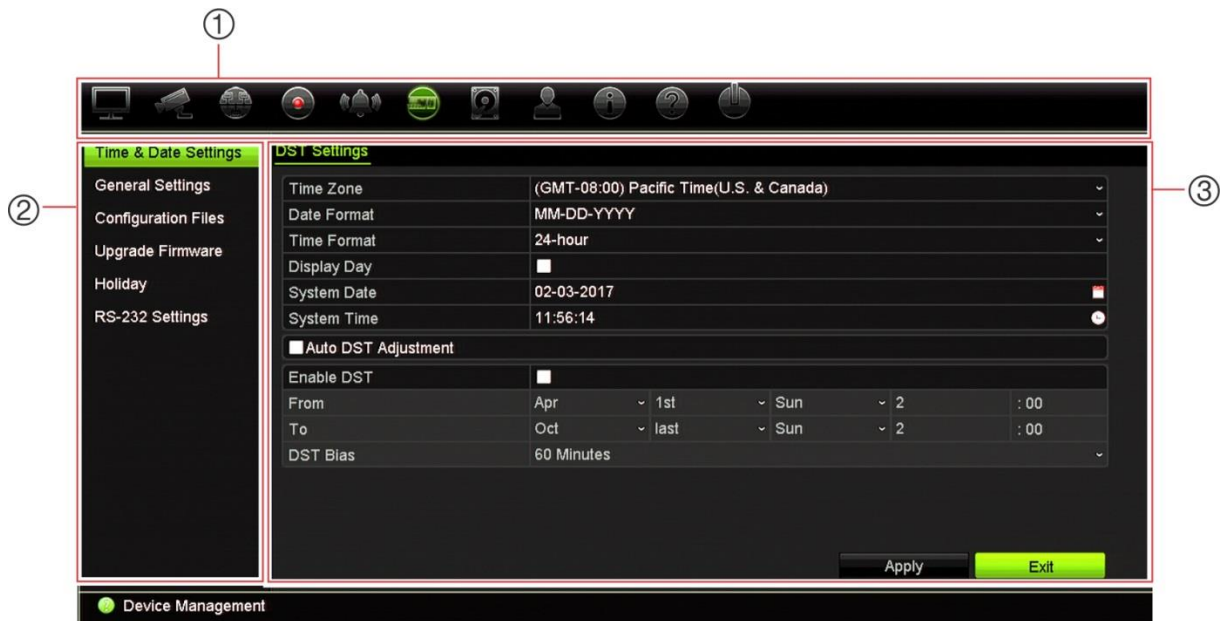 ①
Time & Date Settings
General Settings
Configuration Files
Upgrade Firmware
Holiday
RS-232 Settings
②
DST Settings
Time Zone (GMT-08:00) Pacific Time(U.S. & Canada)
Date Format MM-DD-YYYY
Time Format 24-hour
Display Day
System Date 02-03-2017
System Time 11:56:14
Auto DST Adjustment
Enable DST
From Apr 1st Sun 2 : 00
To Oct last Sun 2 : 00
DST Bias 60 Minutes
③
Apply Exit
Device Management